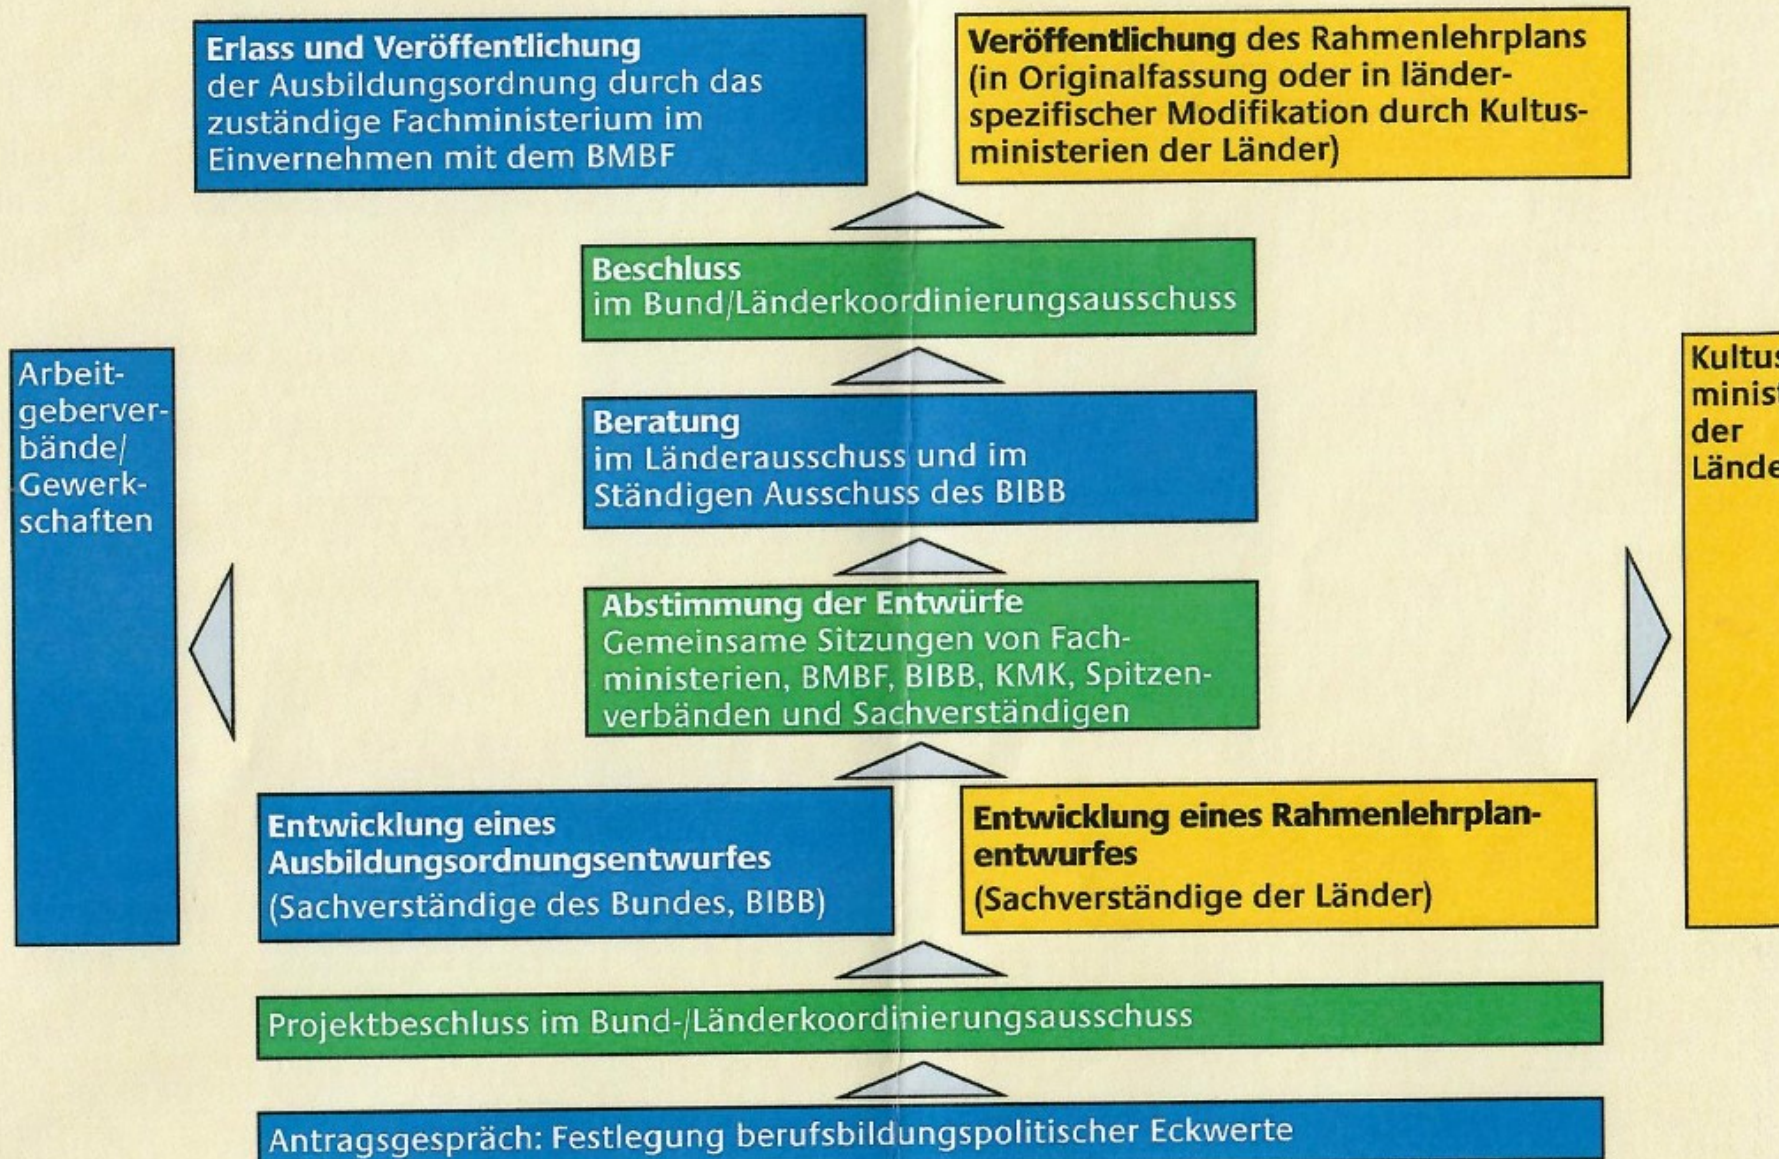 Erlass und Veröffentlichung
der Ausbildungsordnung durch das
zuständige Fachministerium im
Einvernehmen mit dem BMBF
Veröffentlichung des Rahmenlehrplans
(in Originalfassung oder in länder-
spezifischer Modifikation durch Kultus-
ministerien der Länder)
Beschluss
im Bund/Länderkoordinierungsausschuss
Arbeit-
geberver-
bände/
Gewerk-
schaften
Beratung
im Länderausschuss und im
Ständigen Ausschuss des BIBB
Kultus
minist
der
Lände
Abstimmung der Entwürfe
Gemeinsame Sitzungen von Fach-
ministerien, BMBF, BIBB, KMK, Spitzen-
verbänden und Sachverständigen
Entwicklung eines
Ausbildungsordnungsentwurfes
(Sachverständige des Bundes, BIBB)
Entwicklung eines Rahmenlehrplan-
entwurfes
(Sachverständige der Länder)
Projektbeschluss im Bund-/Länderkoordinierungsausschuss
Antragsgespräch: Festlegung berufsbildungspolitischer Eckwerte